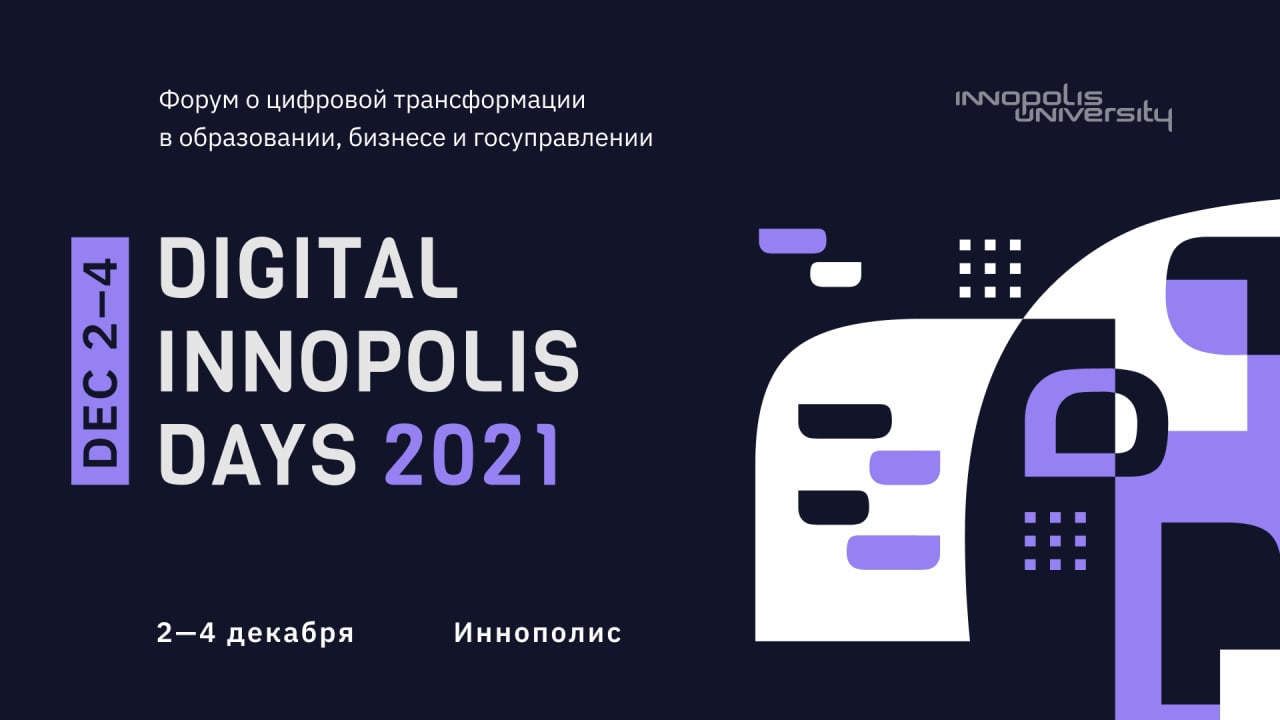 Форум о цифровой трансформации
в образовании, бизнесе и госуправлении
INNOPOLIS
UNIVERSITY
DEC 2—4
DIGITAL
INNOPOLIS
DAYS 2021
2—4 декабря
Иннополис